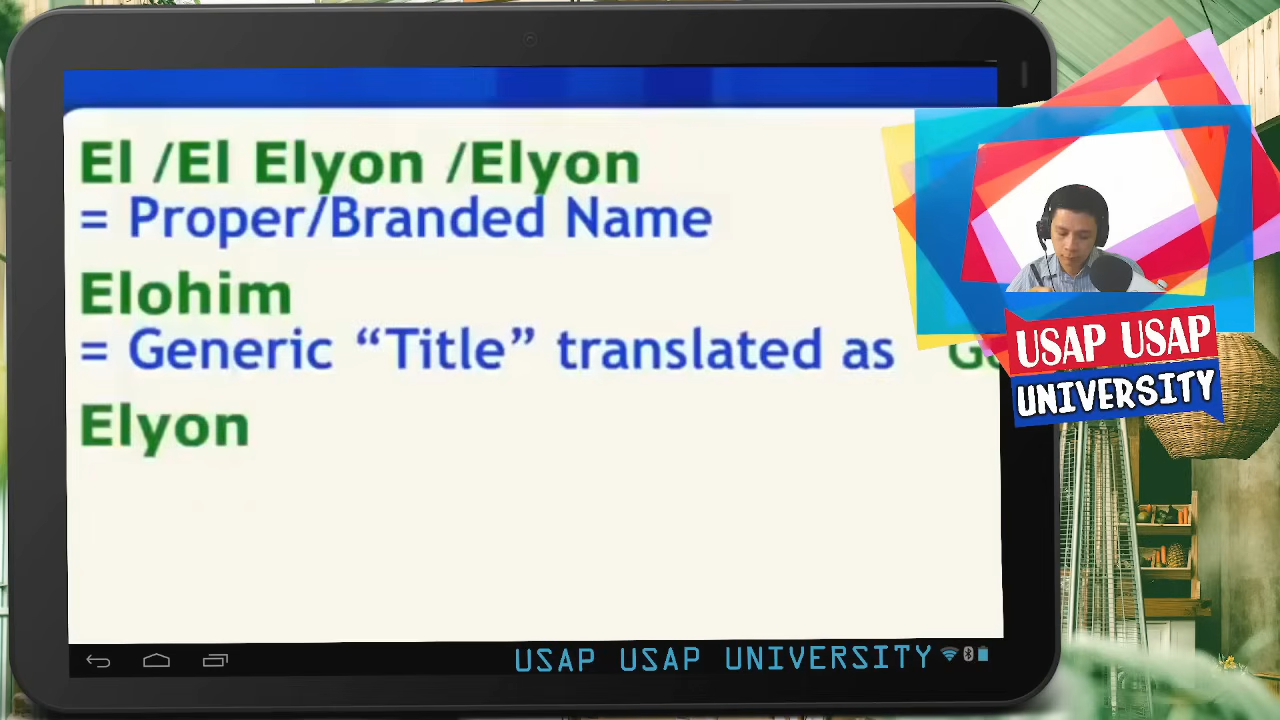 El /El Elyon /Elyon
= Proper/Branded Name
Elohim
= Generic “Title” translated as
Elyon
USAP USAP
UNIVERSITY
USAP USAP UNIVERSITY